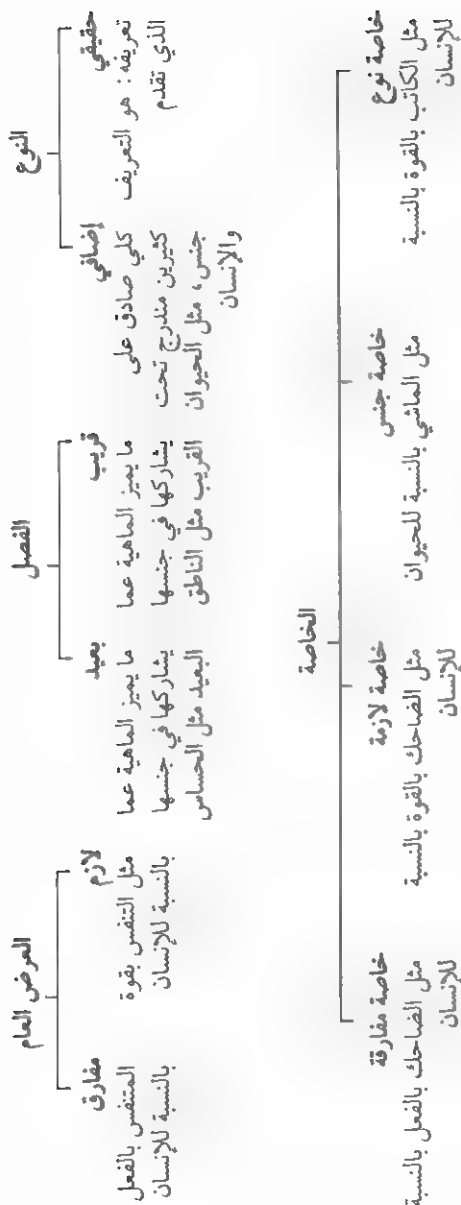 النوع
حقيقي
تعريفه: هو التعريف
الذي تقدم
إضافي
كلي صادق على
كثيرين مندرج تحت
جنس، مثل الحيوان
والإنسان
الفصل
قريب
ما يميز الماهية عما
يشاركها في جنسها
القريب مثل الناطق
بعيد
ما يميز الماهية عما
يشاركها في جنسها
البعيد مثل الحساس
العرض العام
لازم
مثل التنفس بقوة
بالنسبة للإنسان
مفارق
المتنفس بالفعل
بالنسبة للإنسان
الخاصة
خاصة نوع
مثل الكاتب بالقوة بالنسبة
للإنسان
خاصة جنس
مثل الماشي بالنسبة للحيوان
خاصة لازمة
مثل الضاحك بالقوة بالنسبة
للإنسان
خاصة مفارقة
مثل الضاحك بالفعل بالنسبة
للإنسان